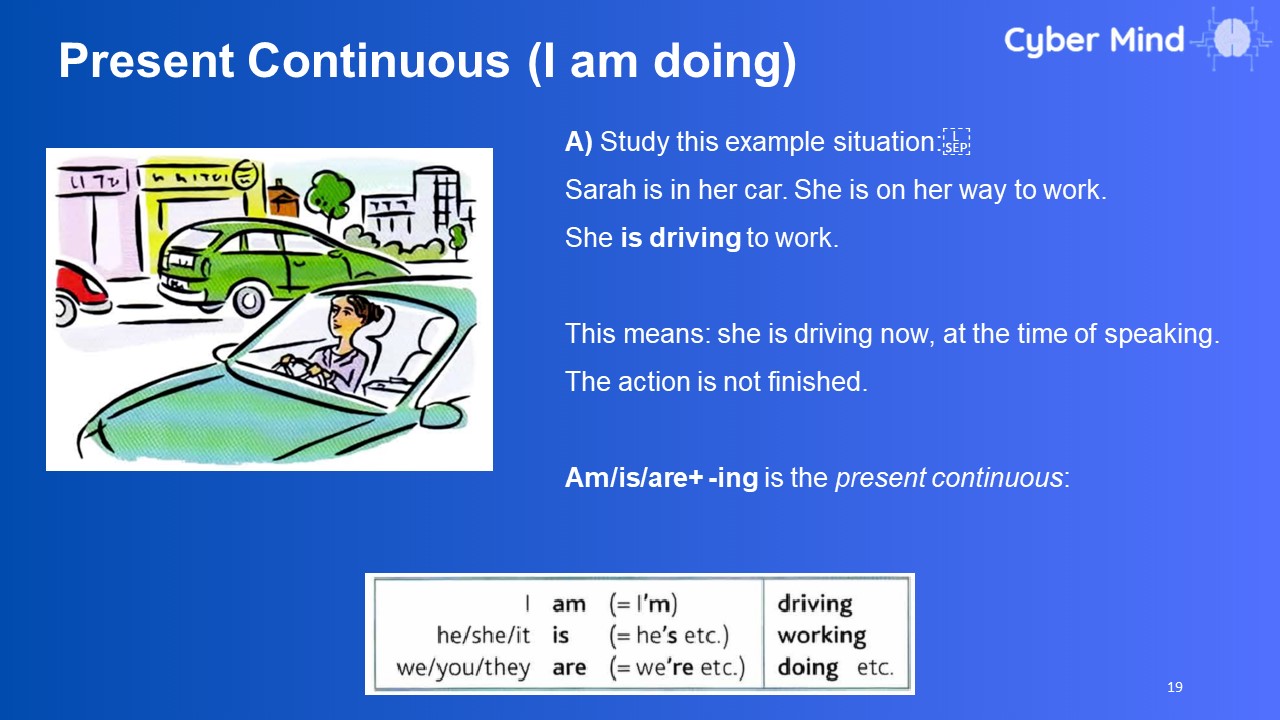 Present Continuous (I am doing)
Cyber Mind
A) Study this example situation:
Sarah is in her car. She is on her way to work.
She is driving to work.
This means: she is driving now, at the time of speaking.
The action is not finished.
Am/is/are+ -ing is the present continuous:
I am (= I'm) driving
he/she/it is (= he's etc.) working
we/you/they are (= we're etc.) doing etc.
19